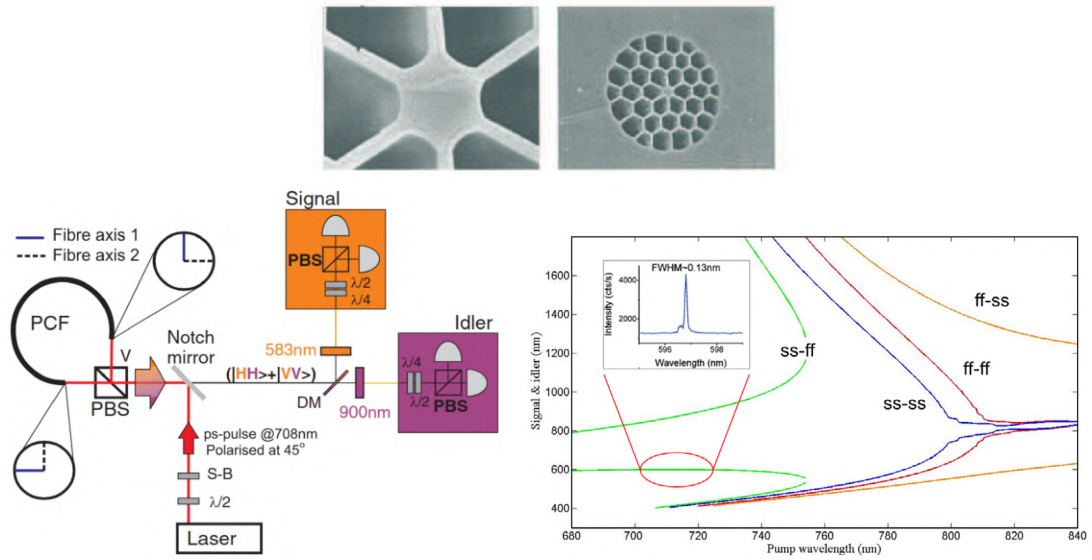 Signal
Fibre axis 1
Fibre axis 2
PBS
λ/2
λ/4
PCF
V
PBS
Notch
mirror
583nm
(|HH>+|VV>)
DM
900nm
Idler
λ/4
λ/2
PBS
ps-pulse @708nm
Polarised at 45°
S-B
λ/2
Laser
Signal & idler (nm)
1800
1600
1400
1200
1000
800
600
400
680
700
720
740
760
780
800
820
840
Pump wavelength (nm)
FWHM~0.13nm
Intensity (cts/s)
4000
2000
596
598
Wavelength (nm)
ss-ff
ff-ss
ff-ff
ss-ss